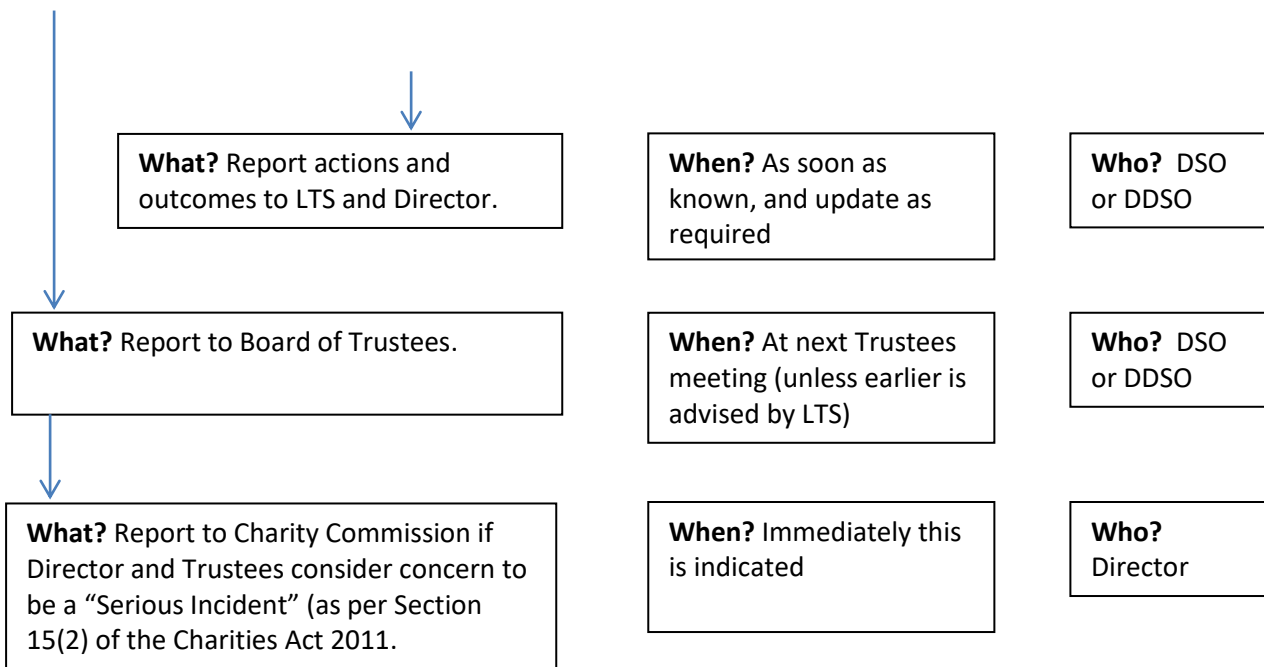 What? Report actions and
outcomes to LTS and Director.
When? As soon as
known, and update as
required
Who? DSO
or DDSO
What? Report to Board of Trustees.
When? At next Trustees
meeting (unless earlier is
advised by LTS)
Who? DSO
or DDSO
What? Report to Charity Commission if
Director and Trustees consider concern to
be a “Serious Incident” (as per Section
15(2) of the Charities Act 2011.
When? Immediately this
is indicated
Who?
Director